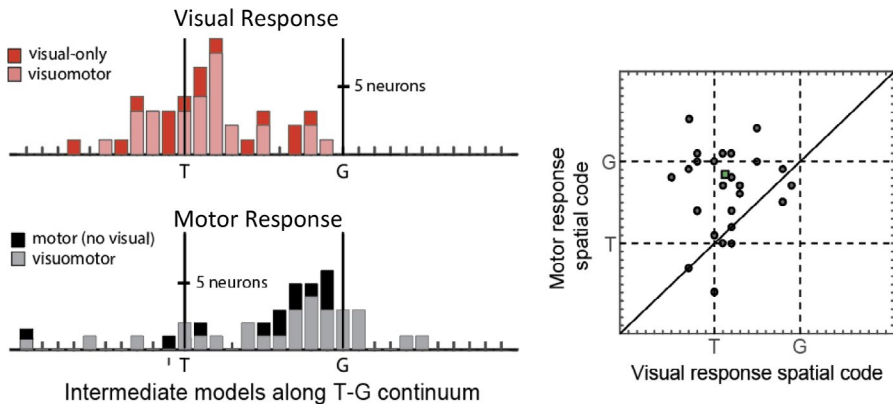 Visual Response
visual-only
visuomotor
5 neurons
T
G
Motor Response
motor (no visual)
visuomotor
5 neurons
T
G
Intermediate models along T-G continuum
Motor response
spatial code
G
T
T
G
Visual response spatial code